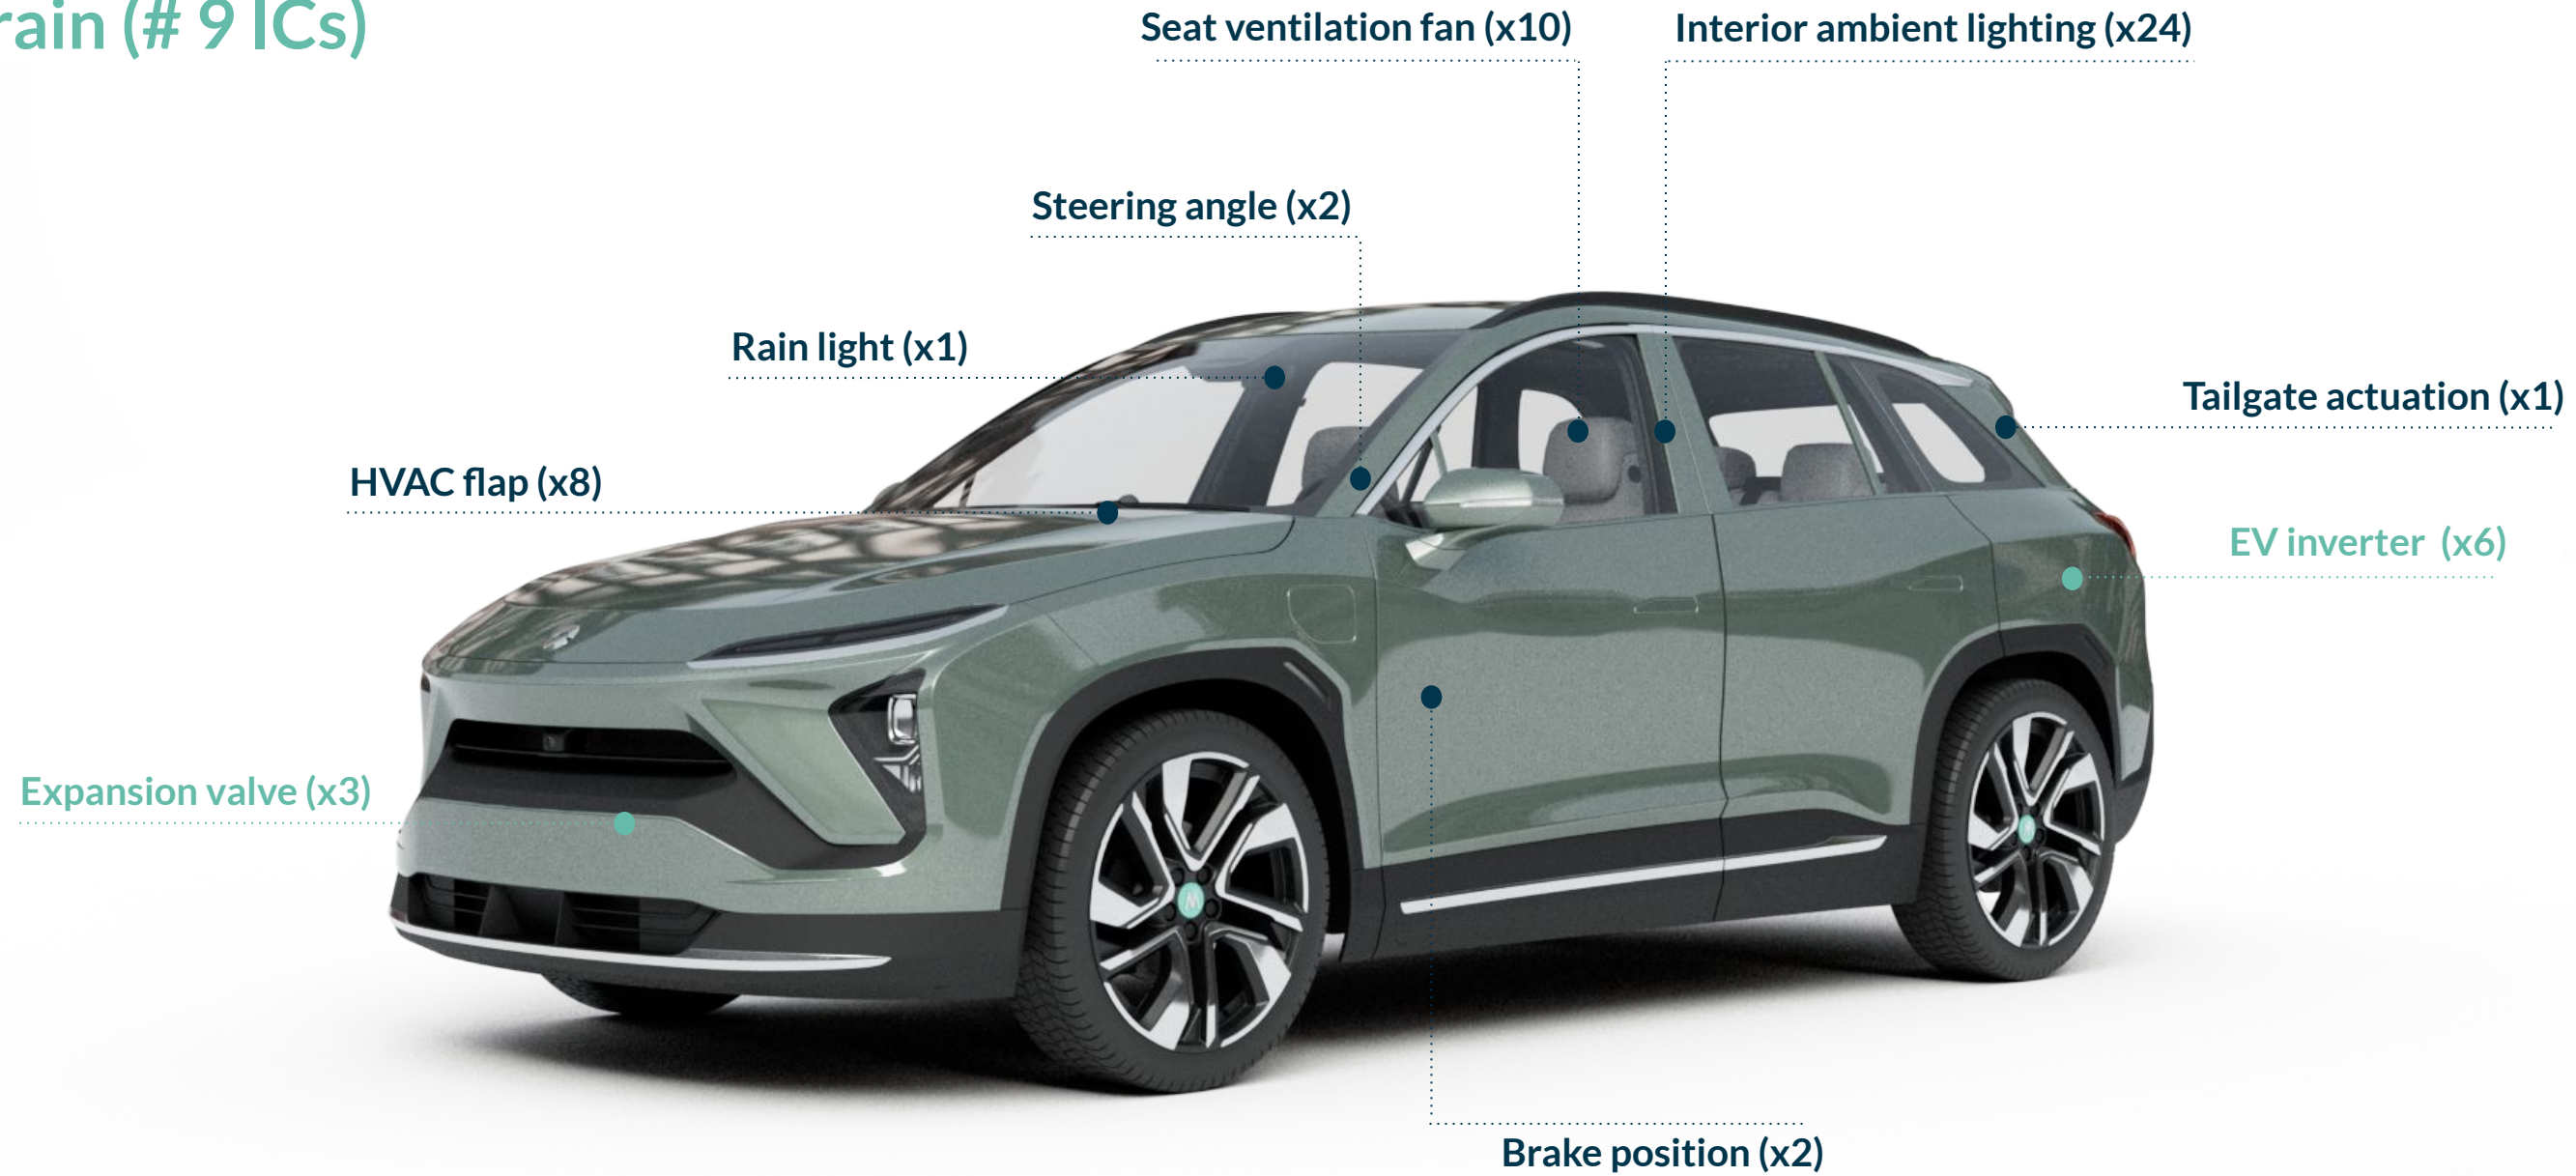 (# 9 ICs)
Seat ventilation fan (x10)
Interior ambient lighting (x24)
Steering angle (x2)
Rain light (x1)
Tailgate actuation (x1)
HVAC flap (x8)
EV inverter (x6)
Expansion valve (x3)
Brake position (x2)
M